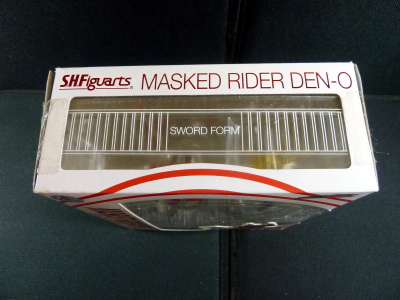 S.H.Figuarts MASKED RIDER DEN-O
SWORD FORM